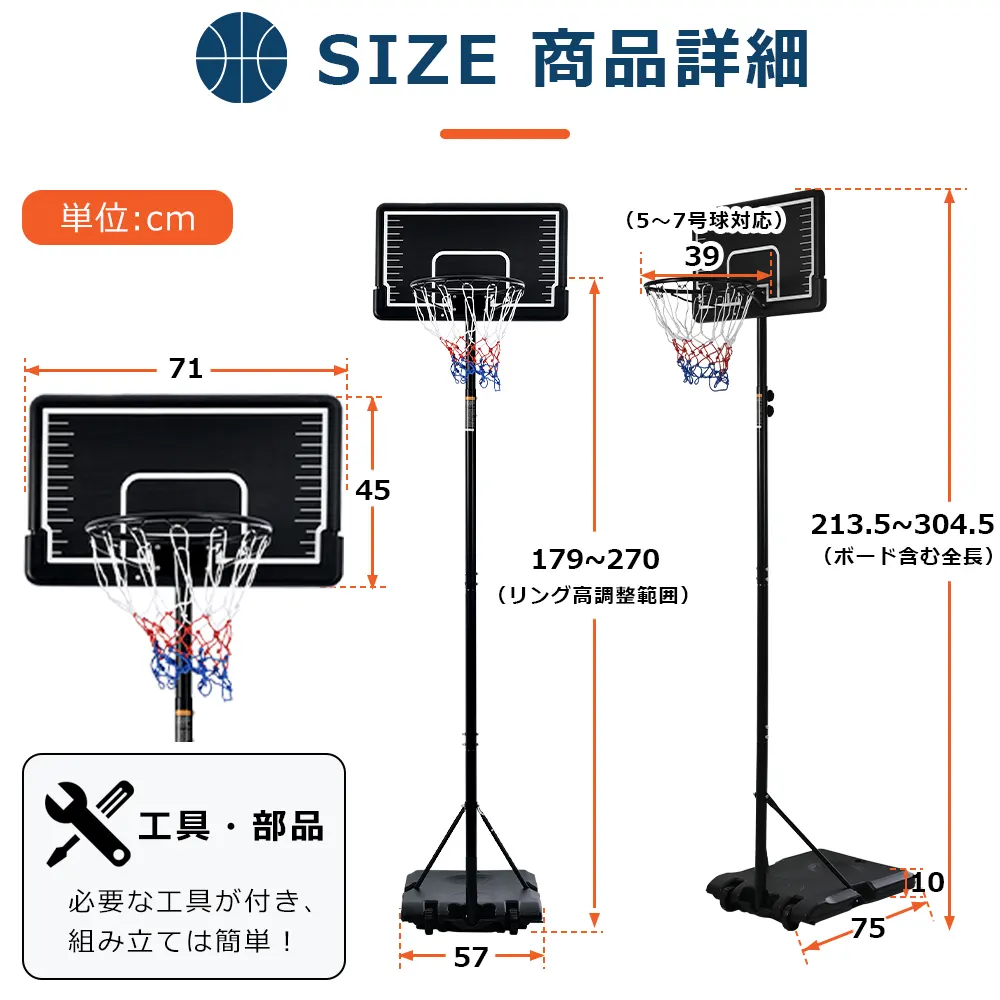 SIZE 商品詳細
単位:cm
（5〜7号球対応）
39
71
45
179~270
（リング高調整範囲）
213.5~304.5
（ボード含む全長）
工具・部品
必要な工具が付き、
組み立ては簡単！
10
75
57